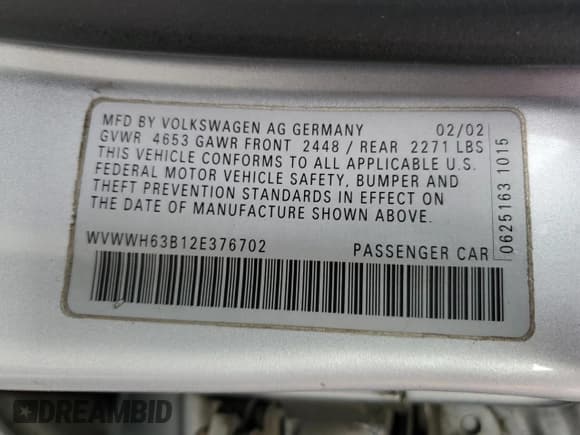 MFD BY VOLKSWAGEN AG GERMANY 02/02
GVWR 4653 GAWR FRONT 2448 / REAR 2271 LBS
THIS VEHICLE CONFORMS TO ALL APPLICABLE U.S.
FEDERAL MOTOR VEHICLE SAFETY, BUMPER AND
THEFT PREVENTION STANDARDS IN EFFECT ON
THE DATE OF MANUFACTURE SHOWN ABOVE.
WVWWH63B12E376702 PASSENGER CAR
0625163 1015
DREAMBID